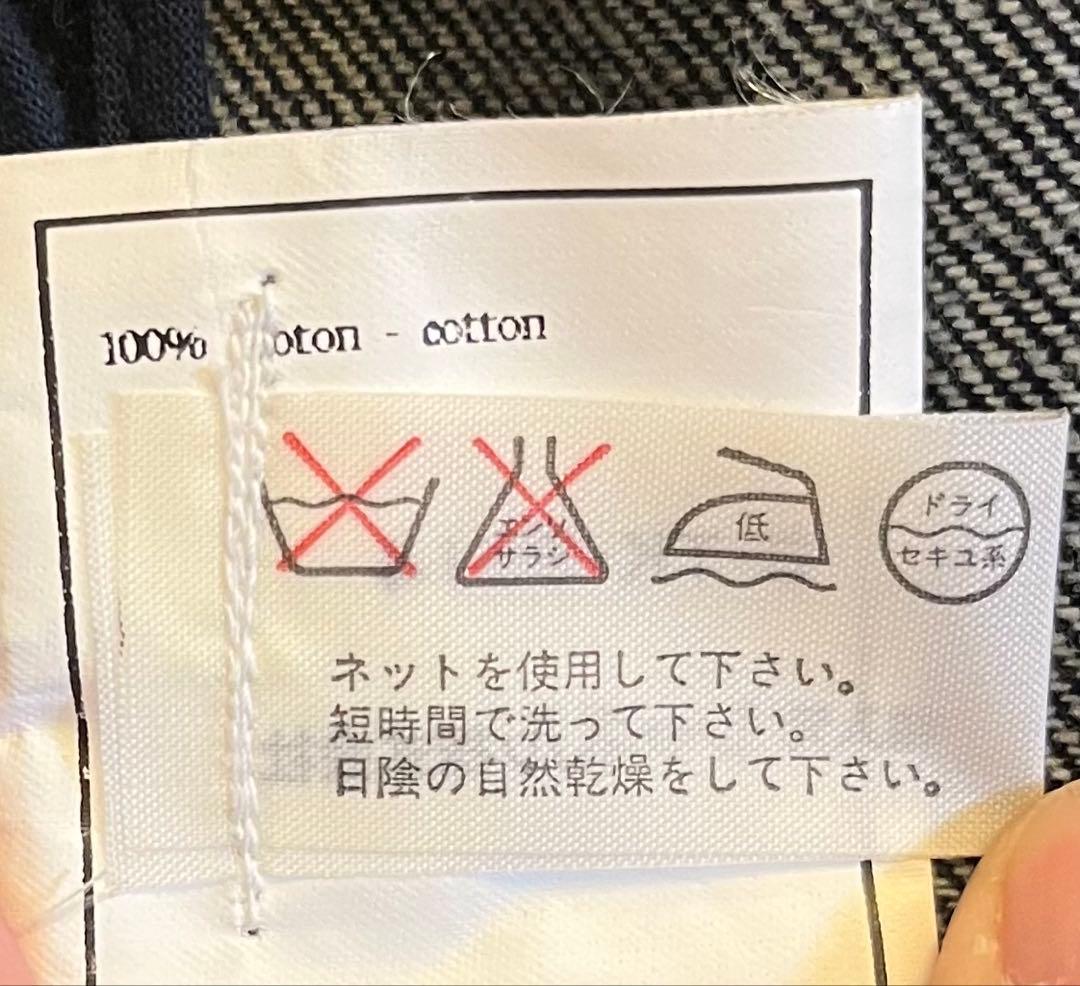 100% oton - cotton
エンソ
サラシ
低
ドライ
セキユ系
ネットを使用して下さい。
短時間で洗って下さい。
日陰の自然乾燥をして下さい。